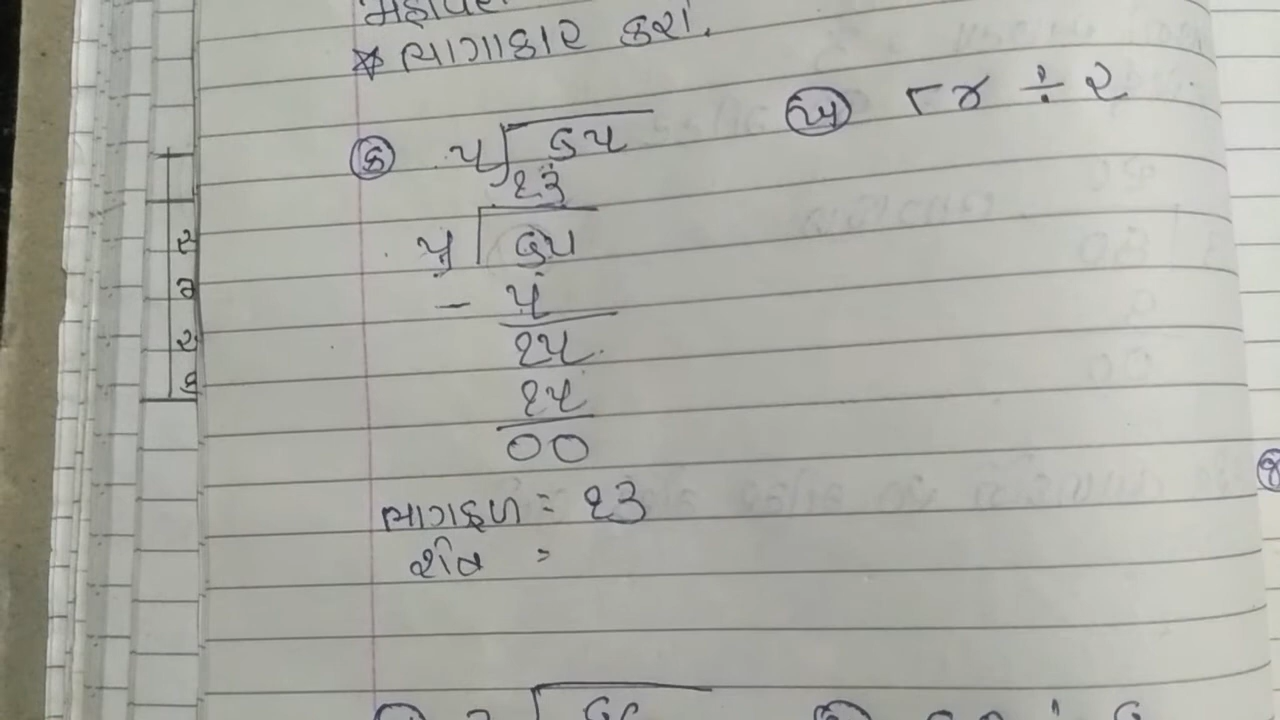 * ભાગાકાર કરો.
ક ૫) ૬૫
૧૩
૫ ૬૫
- ૫
૧૫
૧૫
૦૦
ભાગફળ = ૧૩
શેષ =
ખ ૮૪ ÷ ૨